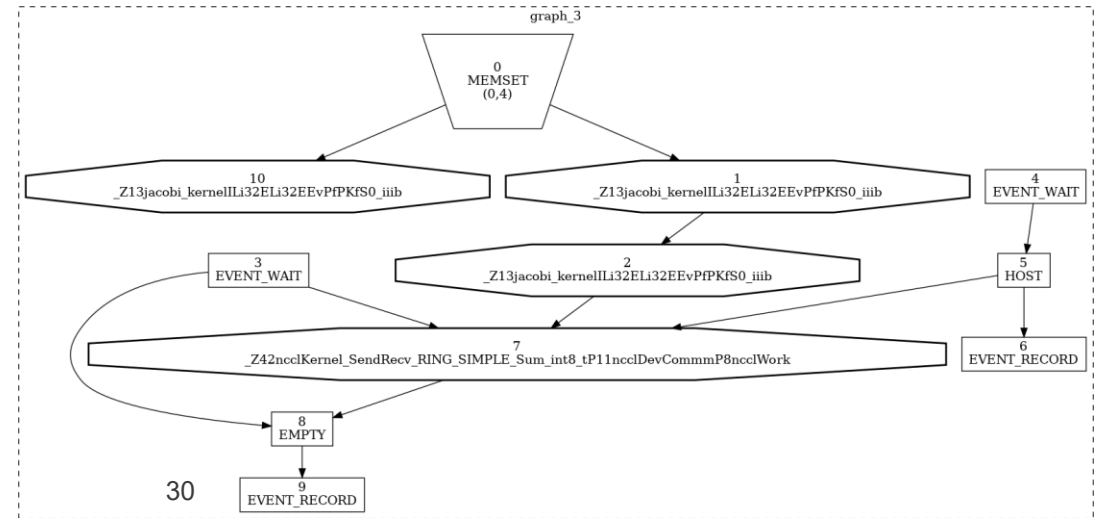 graph_3
0
MEMSET
(0,4)
10
_Z13jacobi_kernelILi32ELi32EEvPfPKfS0_iiib
1
_Z13jacobi_kernelILi32ELi32EEvPfPKfS0_iiib
4
EVENT_WAIT
3
EVENT_WAIT
2
_Z13jacobi_kernelILi32ELi32EEvPfPKfS0_iiib
5
HOST
7
_Z42ncclKernel_SendRecv_RING_SIMPLE_Sum_int8_tP11ncclDevCommmP8ncclWork
6
EVENT_RECORD
8
EMPTY
9
EVENT_RECORD
30